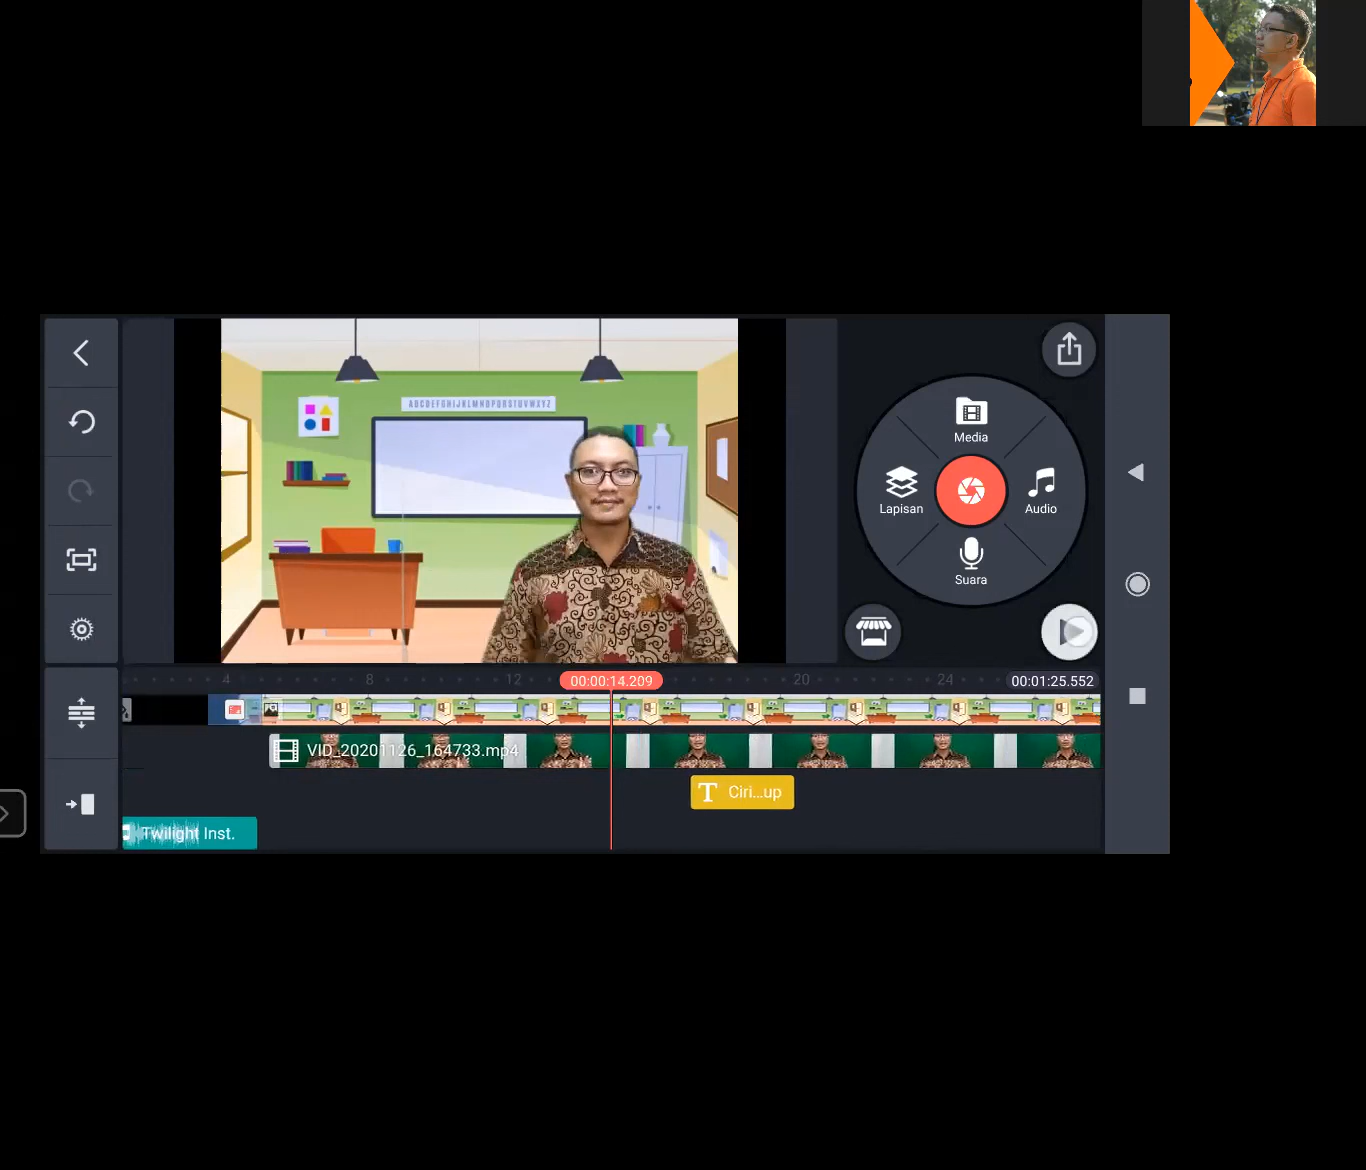 ABCDEFGHIJKLMNOPQRSTUVWXYZ
Media
Lapisan
Audio
Suara
4
8
12
00:00:14.209
20
24
00:01:25.552
VID_20201126_164733.mp4
T Ciri...up
Twilight Inst.